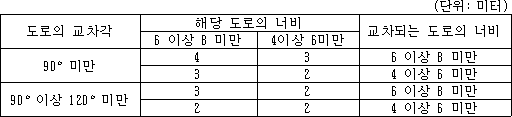 (단위: 미터)
도로의 교차각 해당 도로의 너비 교차되는 도로의 너비
6 이상 8 미만 4이상 6미만
90° 미만 4 3 6 이상 8 미만
3 2 4 이상 6 미만
90° 이상 120° 미만 3 2 6 이상 8 미만
2 2 4 이상 6 미만